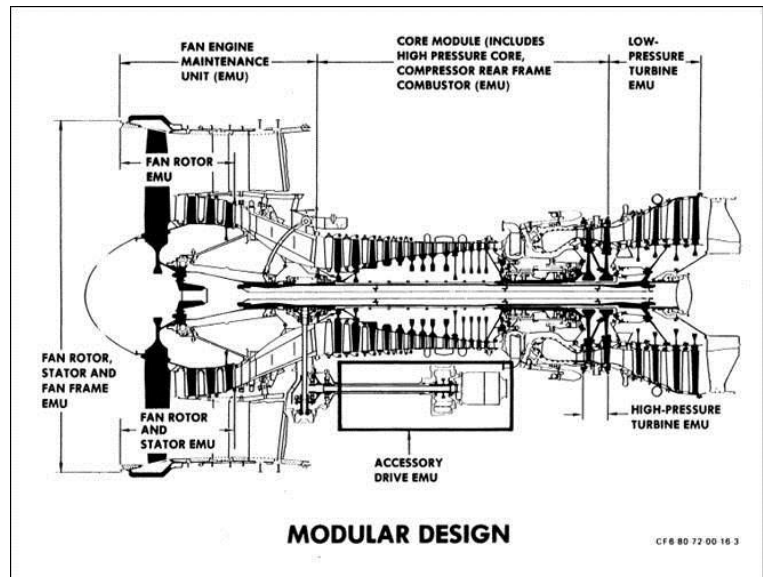 FAN ENGINE
MAINTENANCE
UNIT (EMU)
CORE MODULE (INCLUDES
HIGH PRESSURE CORE,
COMPRESSOR REAR FRAME
COMBUSTOR (EMU)
LOW-
PRESSURE
TURBINE
EMU
FAN ROTOR
EMU
FAN ROTOR,
STATOR AND
FAN FRAME
EMU
FAN ROTOR
AND
STATOR EMU
ACCESSORY
DRIVE EMU
HIGH-PRESSURE
TURBINE EMU
MODULAR DESIGN
CF6 80 72 00 16 3